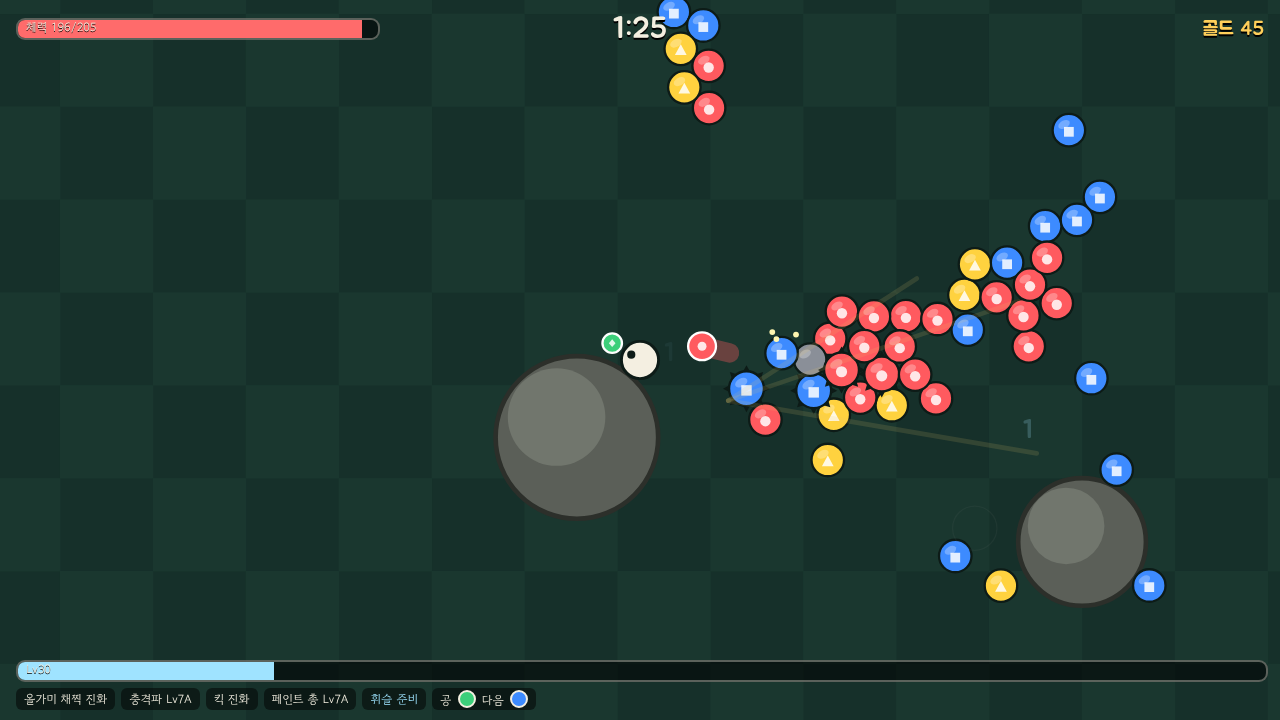 체력 196/205
1:25
골드 45
1
1
Lv30
올가미 채찍 진화
충격파 Lv7A
킥 진화
페인트 총 Lv7A
휘슬 준비
공
다음